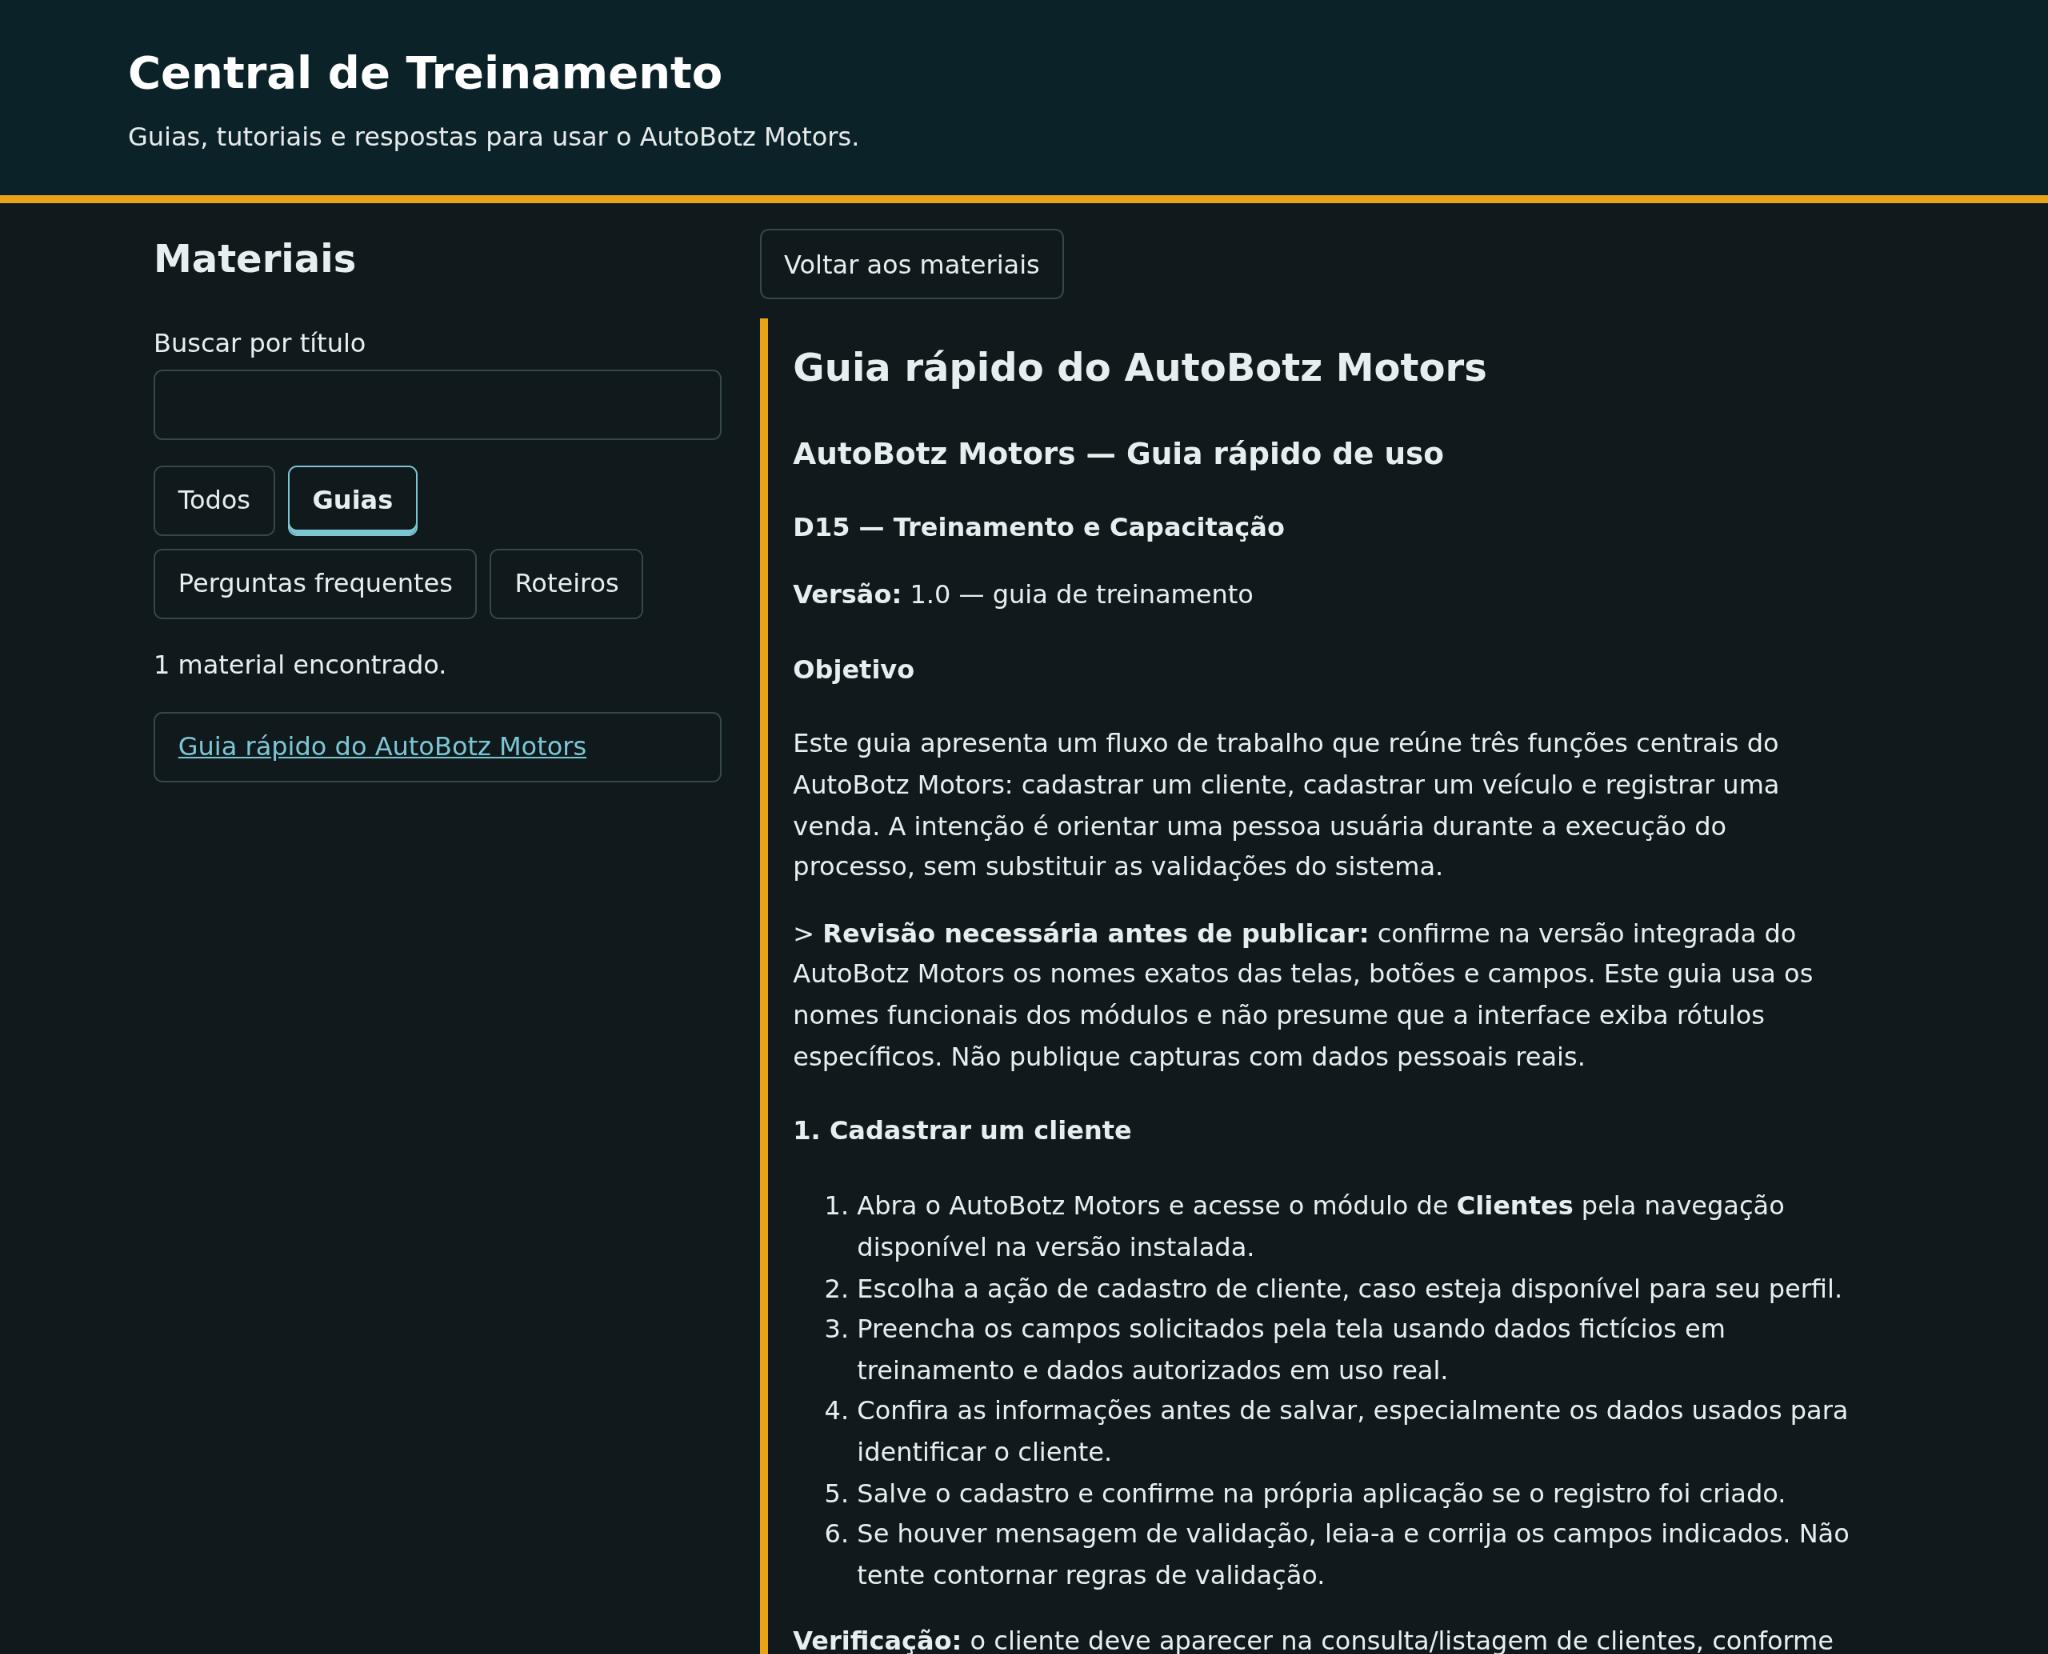 Central de Treinamento
Guias, tutoriais e respostas para usar o AutoBotz Motors.
Materiais
Buscar por título
Todos
Guias
Perguntas frequentes
Roteiros
1 material encontrado.
Guia rápido do AutoBotz Motors
Voltar aos materiais
Guia rápido do AutoBotz Motors
AutoBotz Motors — Guia rápido de uso
D15 — Treinamento e Capacitação
Versão: 1.0 — guia de treinamento
Objetivo
Este guia apresenta um fluxo de trabalho que reúne três funções centrais do
AutoBotz Motors: cadastrar um cliente, cadastrar um veículo e registrar uma
venda. A intenção é orientar uma pessoa usuária durante a execução do
processo, sem substituir as validações do sistema.
> Revisão necessária antes de publicar: confirme na versão integrada do
AutoBotz Motors os nomes exatos das telas, botões e campos. Este guia usa os
nomes funcionais dos módulos e não presume que a interface exiba rótulos
específicos. Não publique capturas com dados pessoais reais.
1. Cadastrar um cliente
1. Abra o AutoBotz Motors e acesse o módulo de Clientes pela navegação
disponível na versão instalada.
2. Escolha a ação de cadastro de cliente, caso esteja disponível para seu perfil.
3. Preencha os campos solicitados pela tela usando dados fictícios em
treinamento e dados autorizados em uso real.
4. Confira as informações antes de salvar, especialmente os dados usados para
identificar o cliente.
5. Salve o cadastro e confirme na própria aplicação se o registro foi criado.
6. Se houver mensagem de validação, leia-a e corrija os campos indicados. Não
tente contornar regras de validação.
Verificação: o cliente deve aparecer na consulta/listagem de clientes, conforme